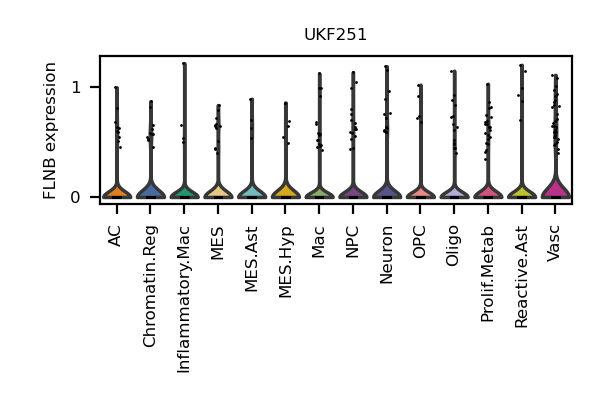 UKF251
FLNB expression
1
0
AC
Chromatin.Reg
Inflammatory.Mac
MES
MES.Ast
MES.Hyp
Mac
NPC
Neuron
OPC
Oligo
Prolif.Metab
Reactive.Ast
Vasc